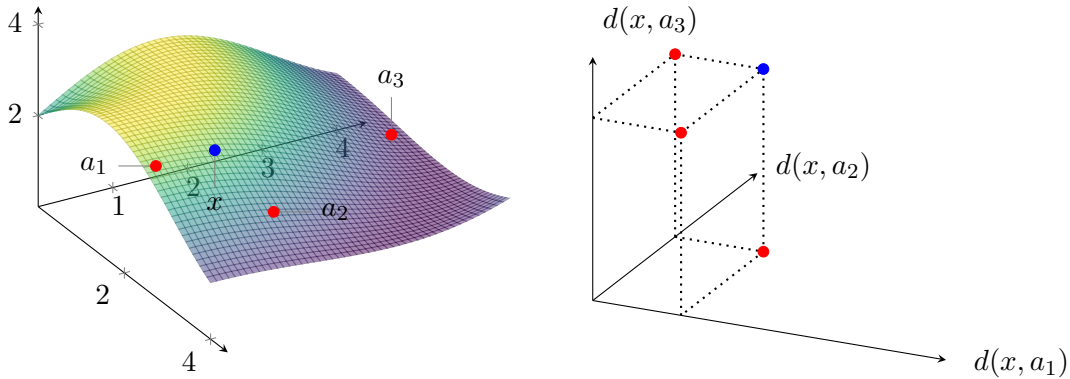 4
2
a_1
1
2
3
4
x
a_2
a_3
2
4
d(x, a_3)
d(x, a_2)
d(x, a_1)